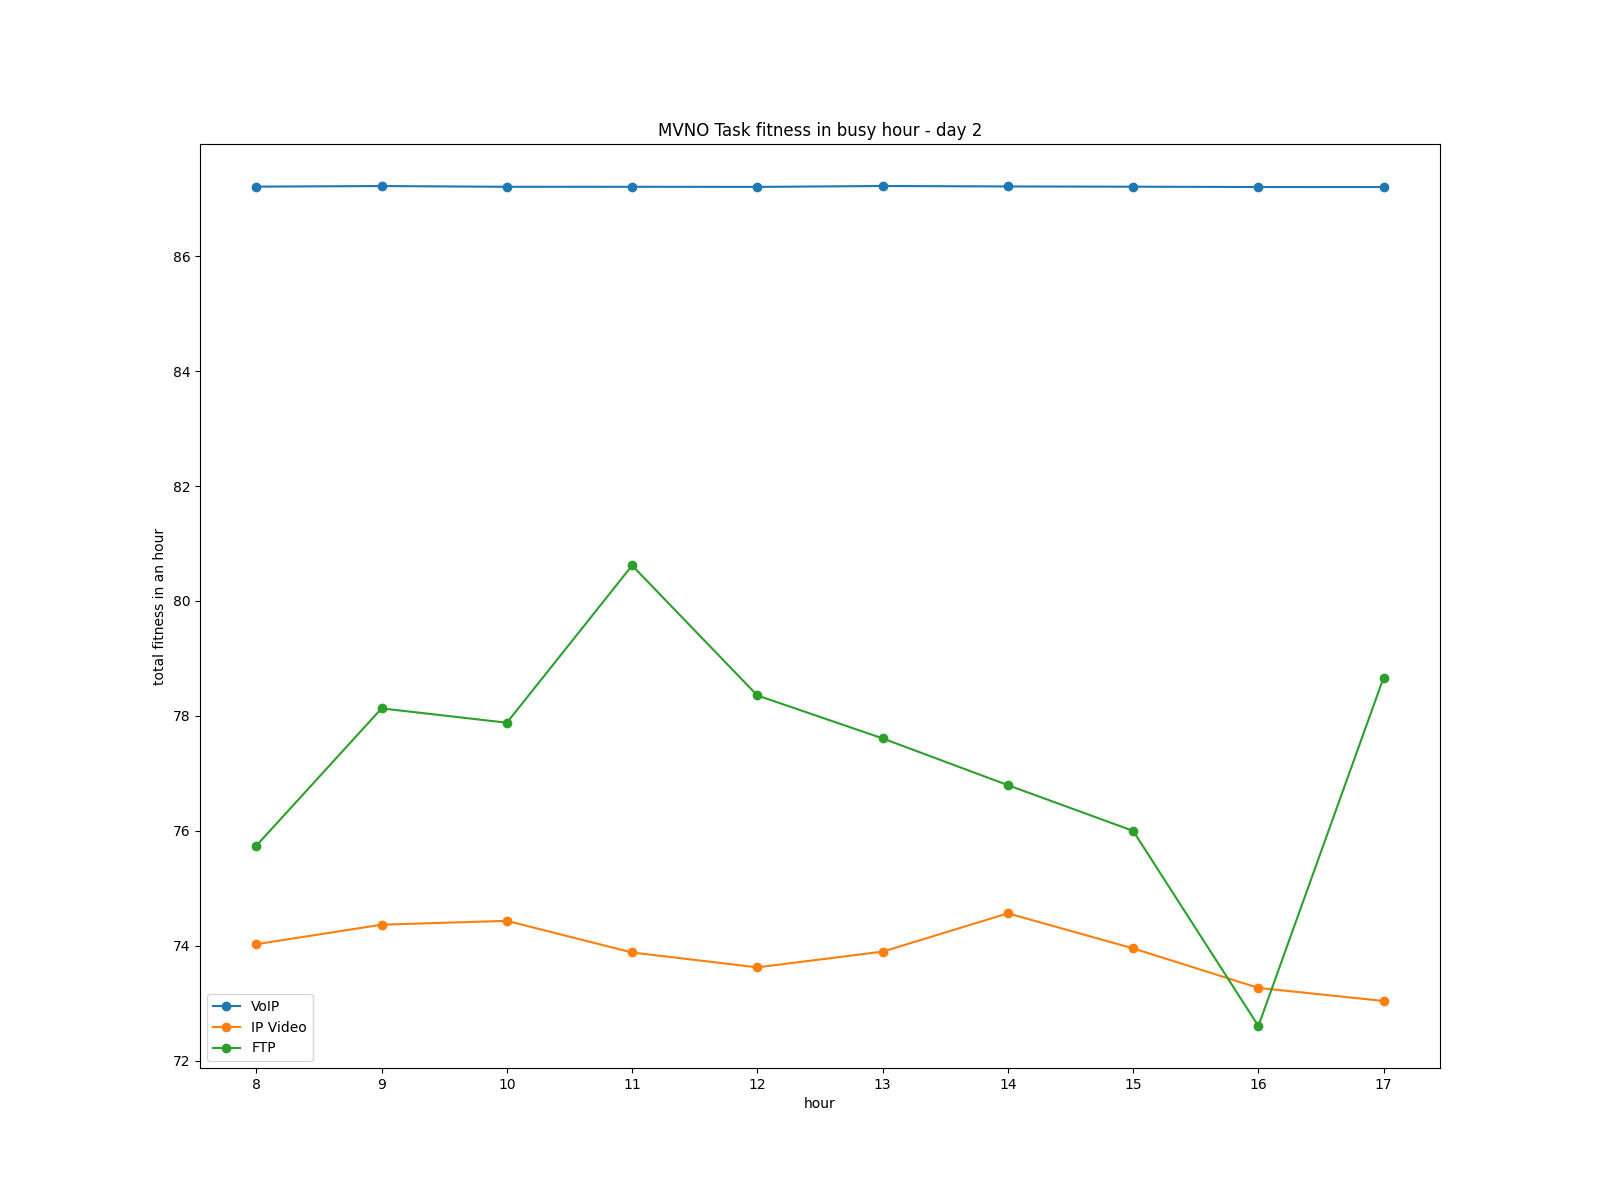 MVNO Task fitness in busy hour - day 2
total fitness in an hour
86
84
82
80
78
76
74
72
VoIP
IP Video
FTP
8 9 10 11 12 13 14 15 16 17
hour